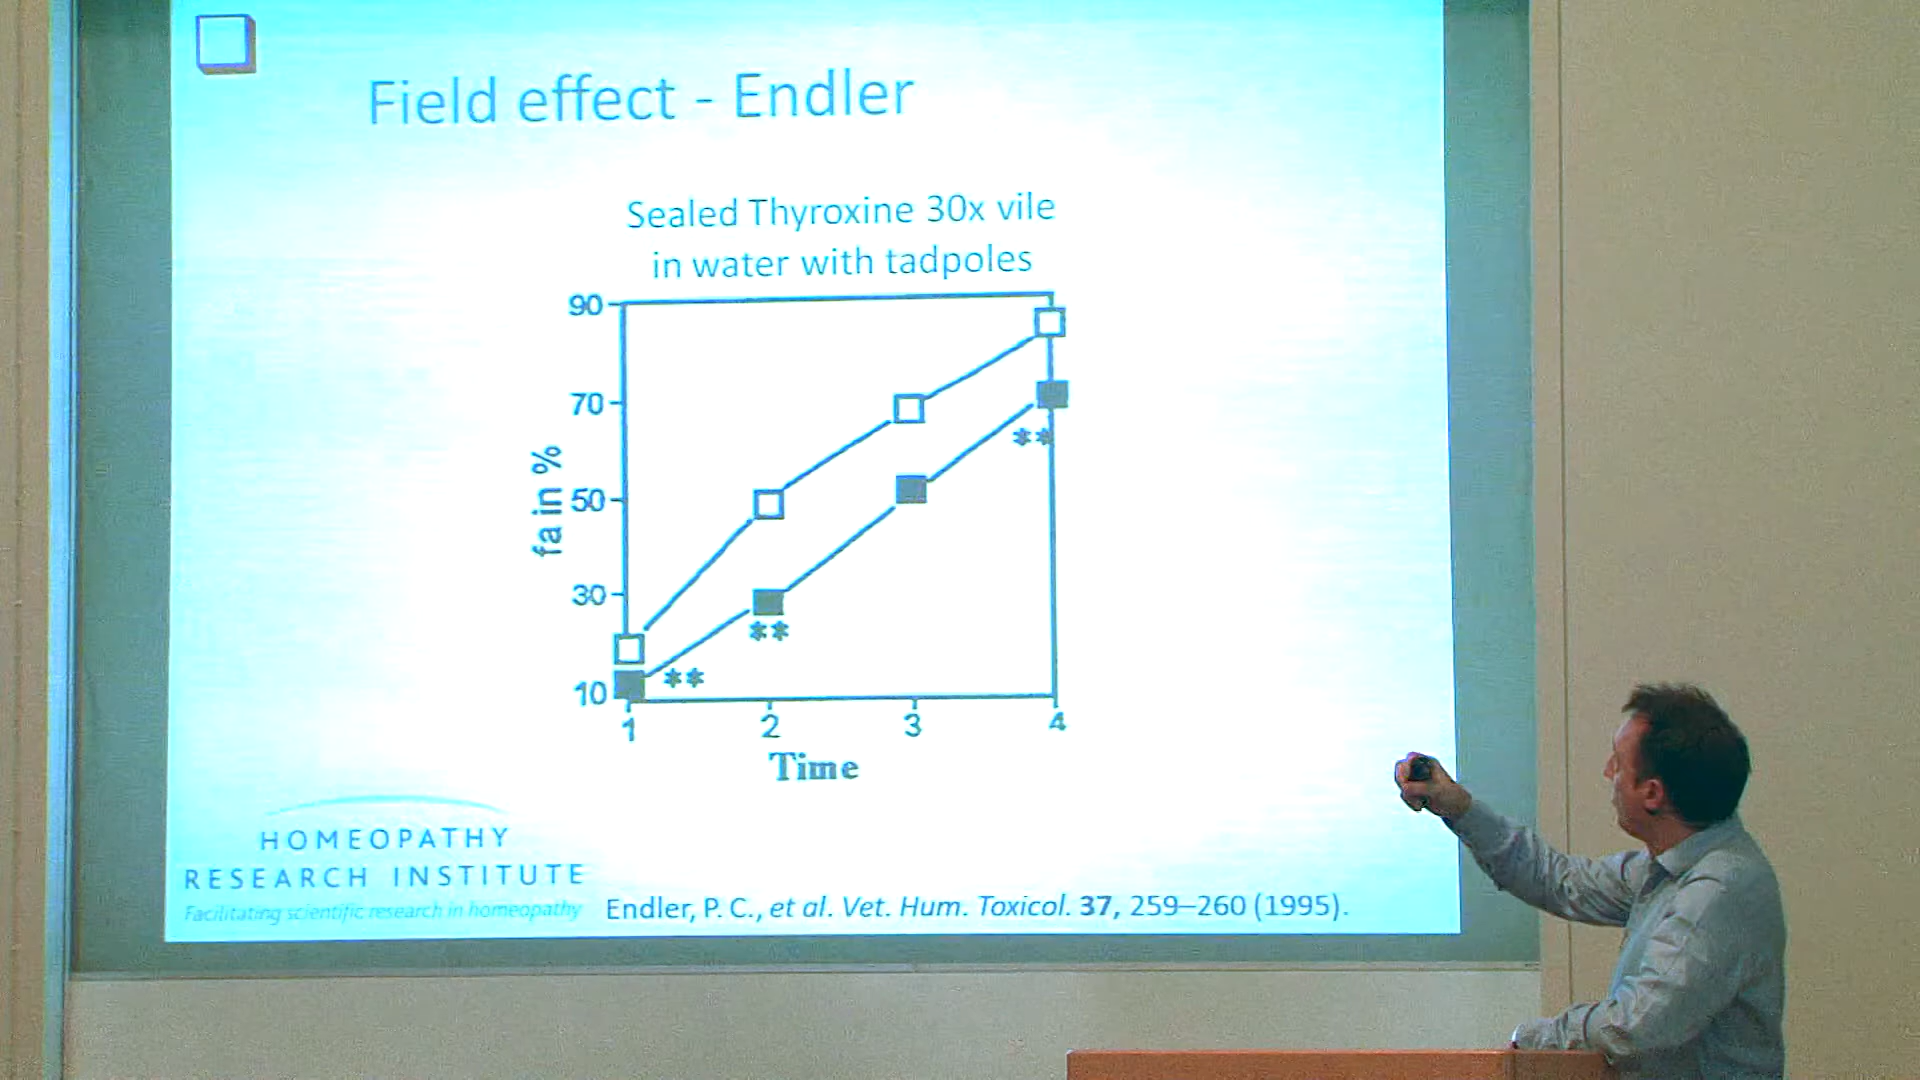 Field effect - Endler
Sealed Thyroxine 30x vile
in water with tadpoles
90
70
50
30
10
fa in %
**
**
**
1
2
3
4
Time
HOMEOPATHY
RESEARCH INSTITUTE
Facilitating scientific research in homeopathy
Endler, P. C., et al. Vet. Hum. Toxicol. 37, 259–260 (1995).